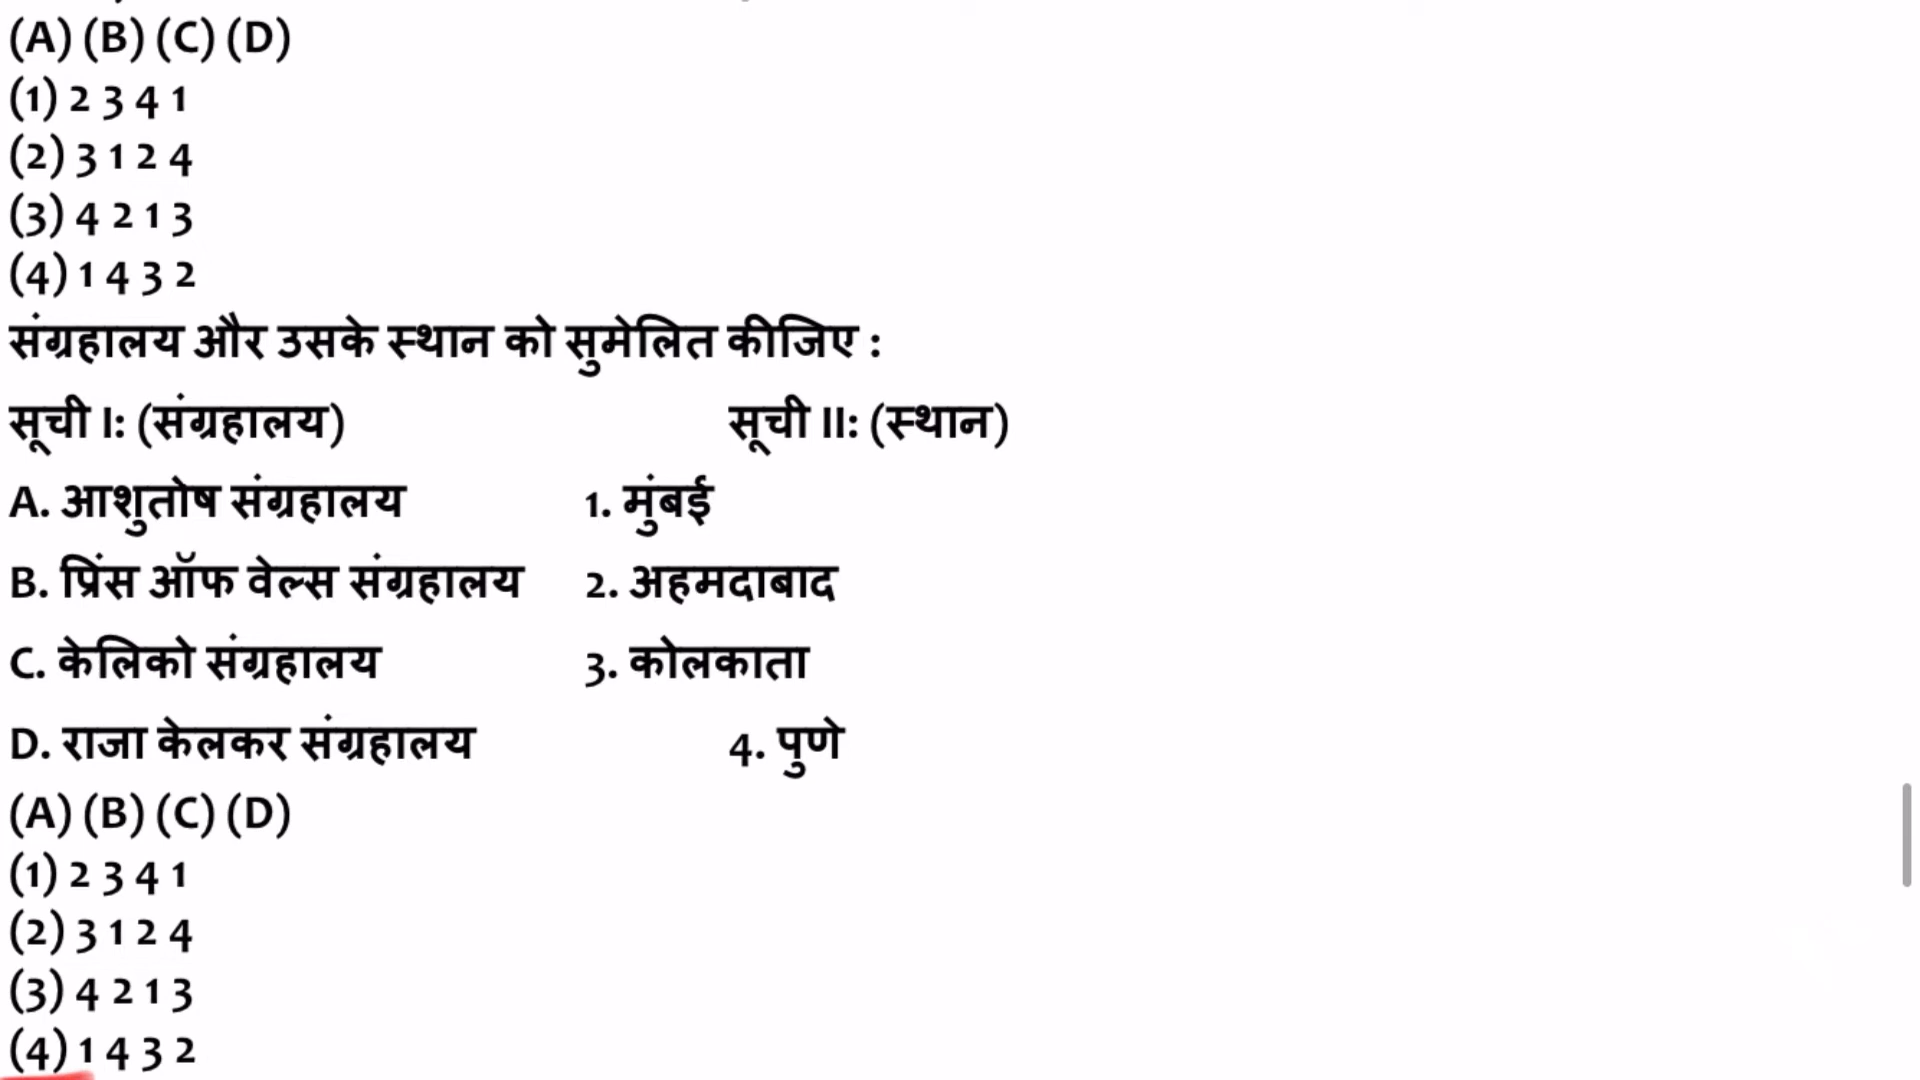 (A) (B) (C) (D)
(1) 2 3 4 1
(2) 3 1 2 4
(3) 4 2 1 3
(4) 1 4 3 2
संग्रहालय और उसके स्थान को सुमेलित कीजिए :
सूची I: (संग्रहालय) सूची II: (स्थान)
A. आशुतोष संग्रहालय 1. मुंबई
B. प्रिंस ऑफ वेल्स संग्रहालय 2. अहमदाबाद
C. केलिको संग्रहालय 3. कोलकाता
D. राजा केलकर संग्रहालय 4. पुणे
(A) (B) (C) (D)
(1) 2 3 4 1
(2) 3 1 2 4
(3) 4 2 1 3
(4) 1 4 3 2